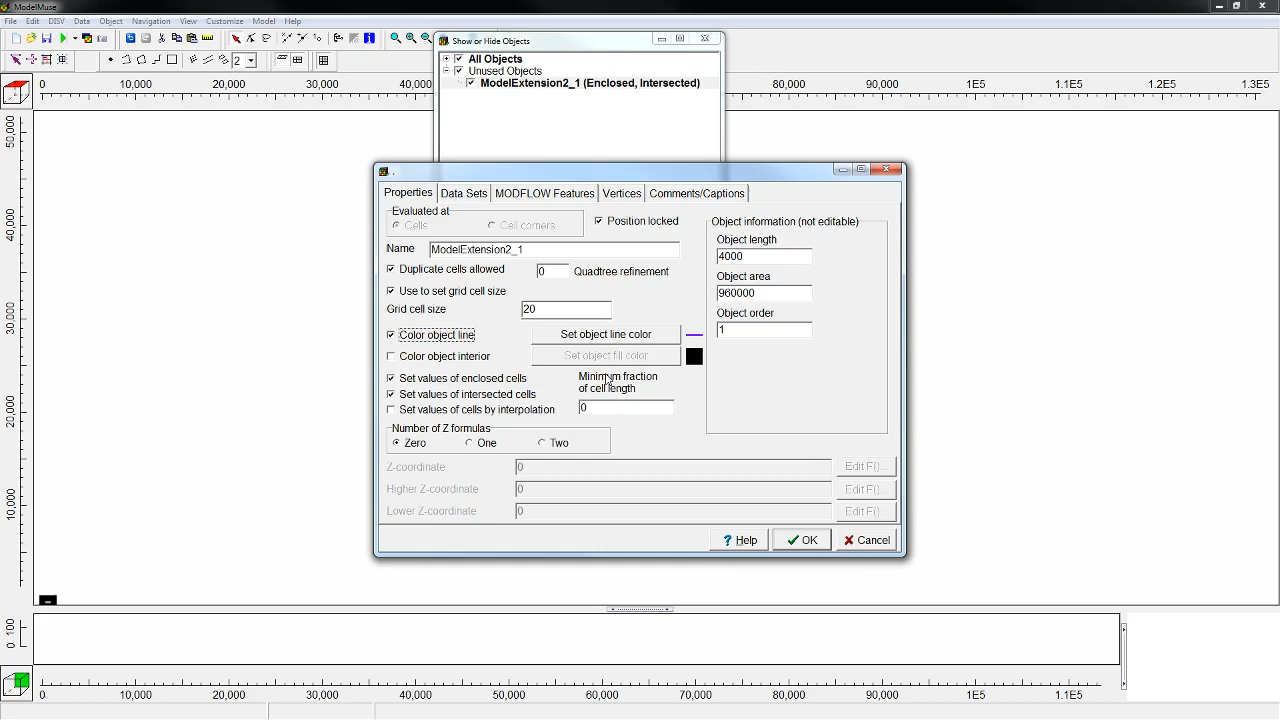 ModelMuse
File Edit DISV Data Object Navigation View Customize Model Help
2
Show or Hide Objects
All Objects
Unused Objects
ModelExtension2_1 (Enclosed, Intersected)
0 10,000 20,000 30,000 40,000 80,000 90,000 1E5 1.1E5 1.2E5 1.3E5
50,000
40,000
30,000
20,000
10,000
.
Properties Data Sets MODFLOW Features Vertices Comments/Captions
Evaluated at
Cells Cell corners
Position locked
Name ModelExtension2_1
Duplicate cells allowed 0 Quadtree refinement
Use to set grid cell size
Grid cell size 20
Color object line Set object line color
Color object interior Set object fill color
Set values of enclosed cells
Set values of intersected cells
Set values of cells by interpolation
Minimum fraction
of cell length
0
Number of Z formulas
Zero One Two
Z-coordinate 0 Edit F()...
Higher Z-coordinate 0 Edit F()
Lower Z-coordinate 0 Edit F()
Object information (not editable)
Object length
4000
Object area
960000
Object order
1
Help OK Cancel
100
0
0 10,000 20,000 30,000 40,000 50,000 60,000 70,000 80,000 90,000 1E5 1.1E5